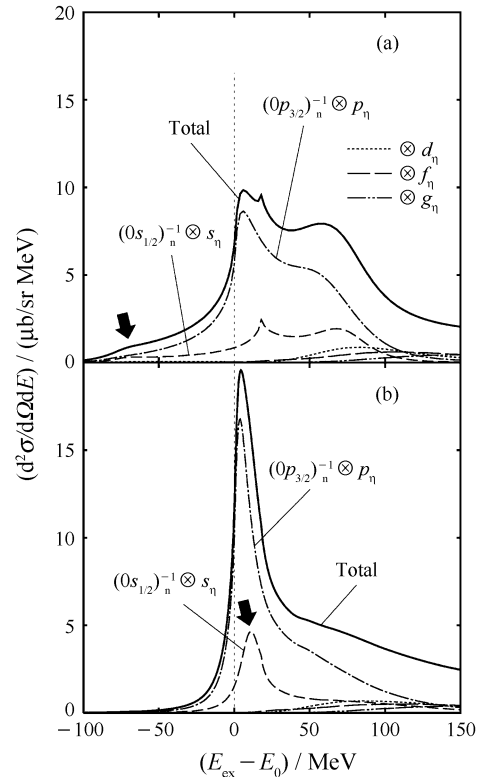 20
(a)
(0p3/2)n−1 ⊗ pη
Total
15
⊗ dη
⊗ fη
⊗ gη
(0s1/2)n−1 ⊗ sη
10
5
0
(b)
15
(0p3/2)n−1 ⊗ pη
10
(0s1/2)n−1 ⊗ sη
Total
5
0
−100 −50 0 50 100 150
(Eex − E0) / MeV
(d2σ/dΩdE) / (μb/sr MeV)